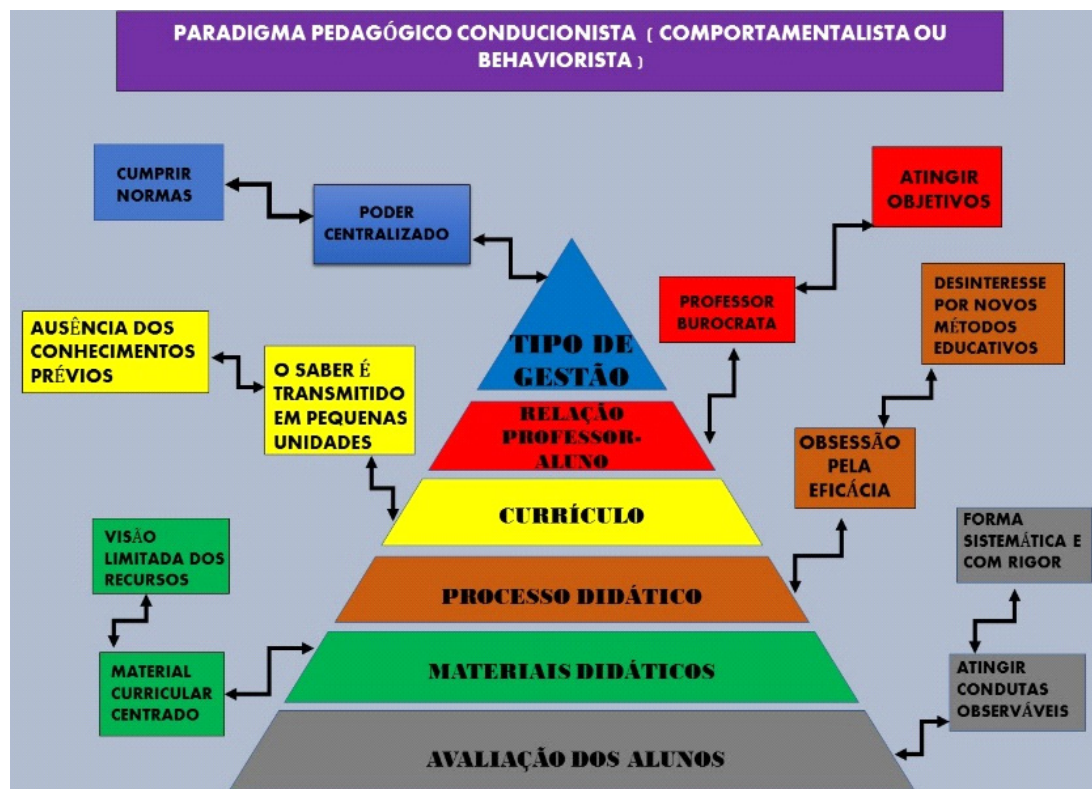 PARADIGMA PEDAGÓGICO CONDUCIONISTA ( COMPORTAMENTALISTA OU
BEHAVIORISTA )
CUMPRIR
NORMAS
PODER
CENTRALIZADO
ATINGIR
OBJETIVOS
PROFESSOR
BUROCRATA
DESINTERESSE
POR NOVOS
MÉTODOS
EDUCATIVOS
AUSÊNCIA DOS
CONHECIMENTOS
PRÉVIOS
O SABER É
TRANSMITIDO
EM PEQUENAS
UNIDADES
TIPO DE
GESTÃO
RELAÇÃO
PROFESSOR-
ALUNO
OBSESSÃO
PELA
EFICÁCIA
CURRÍCULO
VISÃO
LIMITADA DOS
RECURSOS
FORMA
SISTEMÁTICA E
COM RIGOR
PROCESSO DIDÁTICO
MATERIAL
CURRICULAR
CENTRADO
MATERIAIS DIDÁTICOS
ATINGIR
CONDUTAS
OBSERVÁVEIS
AVALIAÇÃO DOS ALUNOS